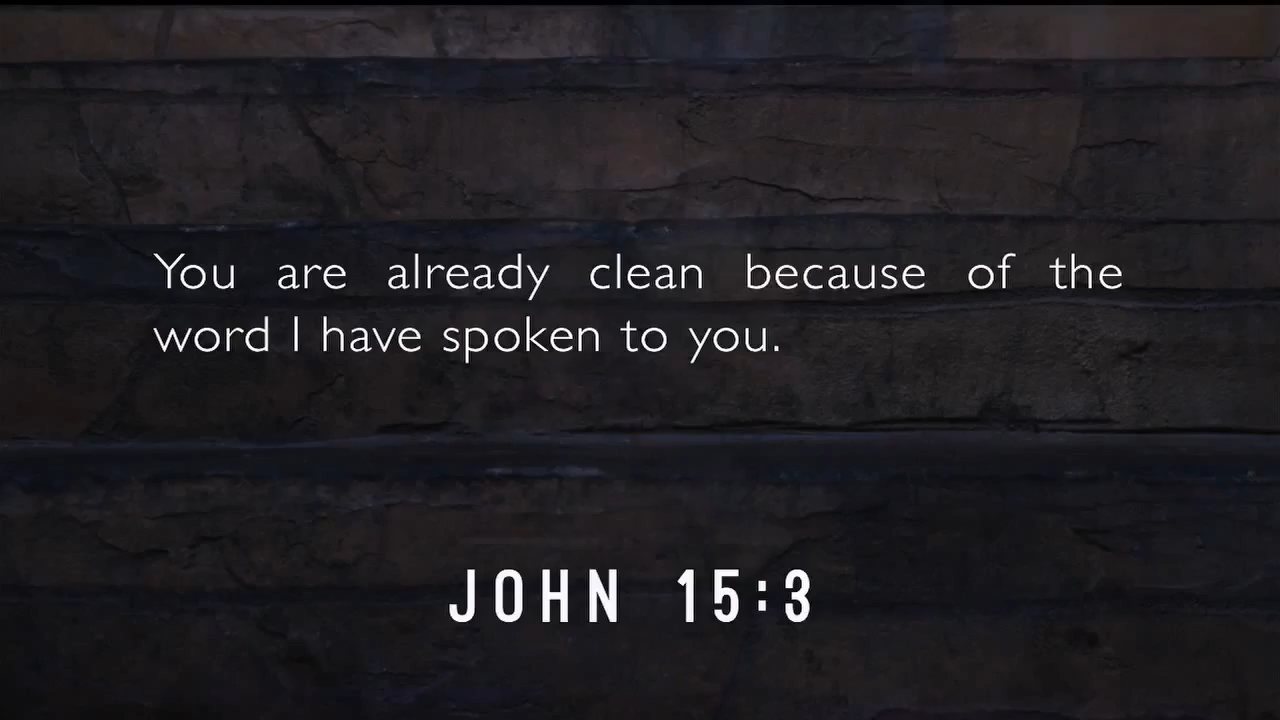 You are already clean because of the
word I have spoken to you.
JOHN 15:3